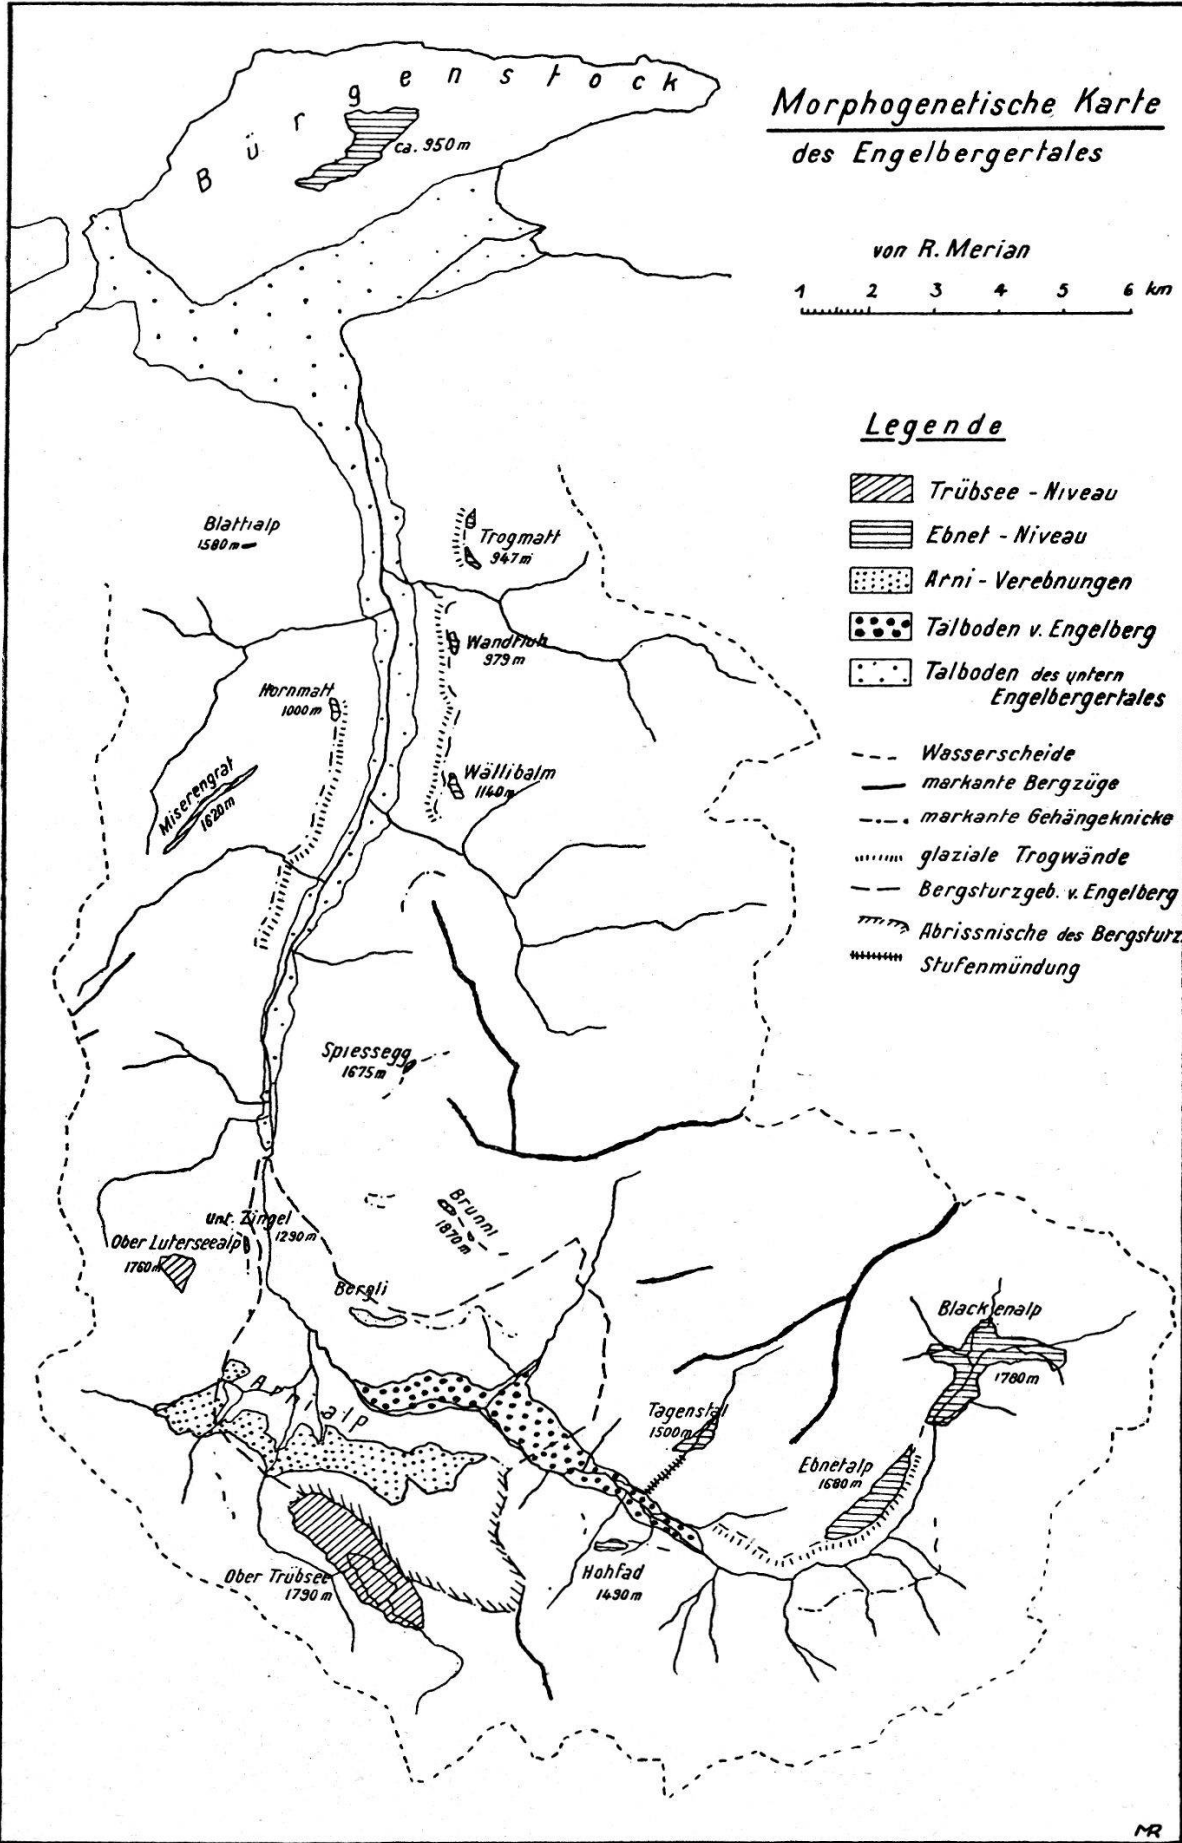 Bürgenstock
ca. 950 m
Morphogenetische Karte
des Engelbergertales
von R. Merian
1 2 3 4 5 6 km
Legende
Trübsee - Niveau
Ebnet - Niveau
Arni - Verebnungen
Talboden v. Engelberg
Talboden des untern
Engelbergertales
Wasserscheide
markante Bergzüge
markante Gehängeknicke
glaziale Trogwände
Bergsturzgeb. v. Engelberg
Abrissnische des Bergsturz.
Stufenmündung
Blattialp
1580 m
Trogmatt
947 m
Wandfluh
979 m
Hornmatt
1000 m
Miserengrat
1620 m
Wällibalm
1140 m
Spiessegg
1675 m
Unt. Zingel
1290 m
Ober Luterseealp
1760 m
Brunni
1870 m
Bergli
Arnialp
Blackenalp
1780 m
Tagenstal
1500 m
Ebnetalp
1680 m
Ober Trübsee
1790 m
Hohfad
1490 m
MR